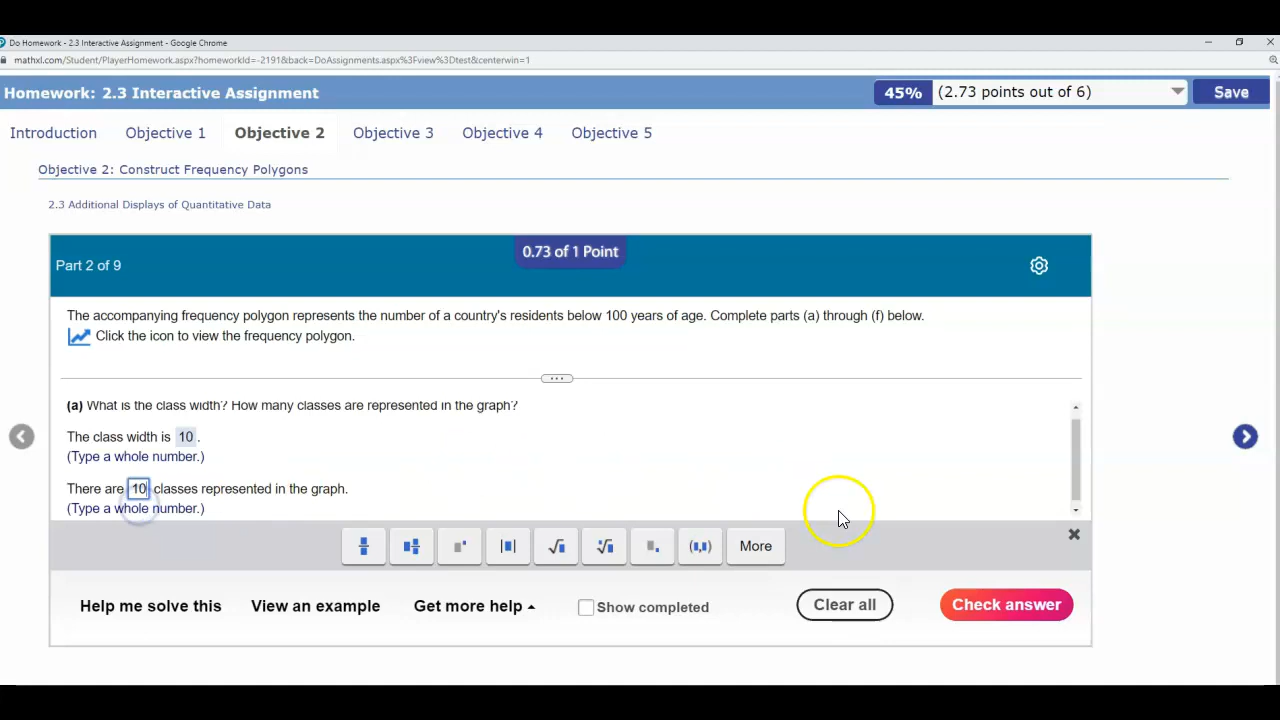 Do Homework - 2.3 Interactive Assignment - Google Chrome
mathxl.com/Student/PlayerHomework.aspx?homeworkId=-2191&back=DoAssignments.aspx%3Fview%3Dtest&centerwin=1
Homework: 2.3 Interactive Assignment 45% (2.73 points out of 6) Save
Introduction Objective 1 Objective 2 Objective 3 Objective 4 Objective 5
Objective 2: Construct Frequency Polygons
2.3 Additional Displays of Quantitative Data
0.73 of 1 Point
Part 2 of 9
The accompanying frequency polygon represents the number of a country's residents below 100 years of age. Complete parts (a) through (f) below.
Click the icon to view the frequency polygon.
(a) What is the class width? How many classes are represented in the graph?
The class width is 10.
(Type a whole number.)
There are 10 classes represented in the graph.
(Type a whole number.)
More
Help me solve this View an example Get more help Show completed Clear all Check answer